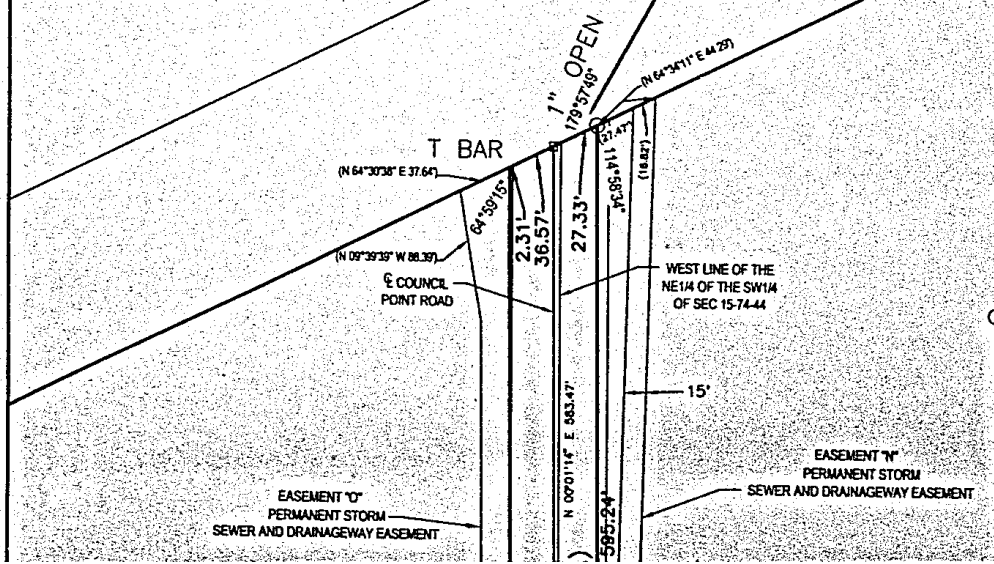 1" OPEN
179°57'49"
(N 64°34'11" E 44.29')
T BAR
(27.47')
(16.82')
114°58'34"
(N 64°30'38" E 37.64')
64°59'15"
2.31'
36.57'
27.33'
(N 09°39'39" W 88.39')
℄ COUNCIL
POINT ROAD
WEST LINE OF THE
NE1/4 OF THE SW1/4
OF SEC 15-74-44
15'
N 00°01'14" E 583.47'
595.24'
EASEMENT "N"
PERMANENT STORM
SEWER AND DRAINAGEWAY EASEMENT
EASEMENT "O"
PERMANENT STORM
SEWER AND DRAINAGEWAY EASEMENT